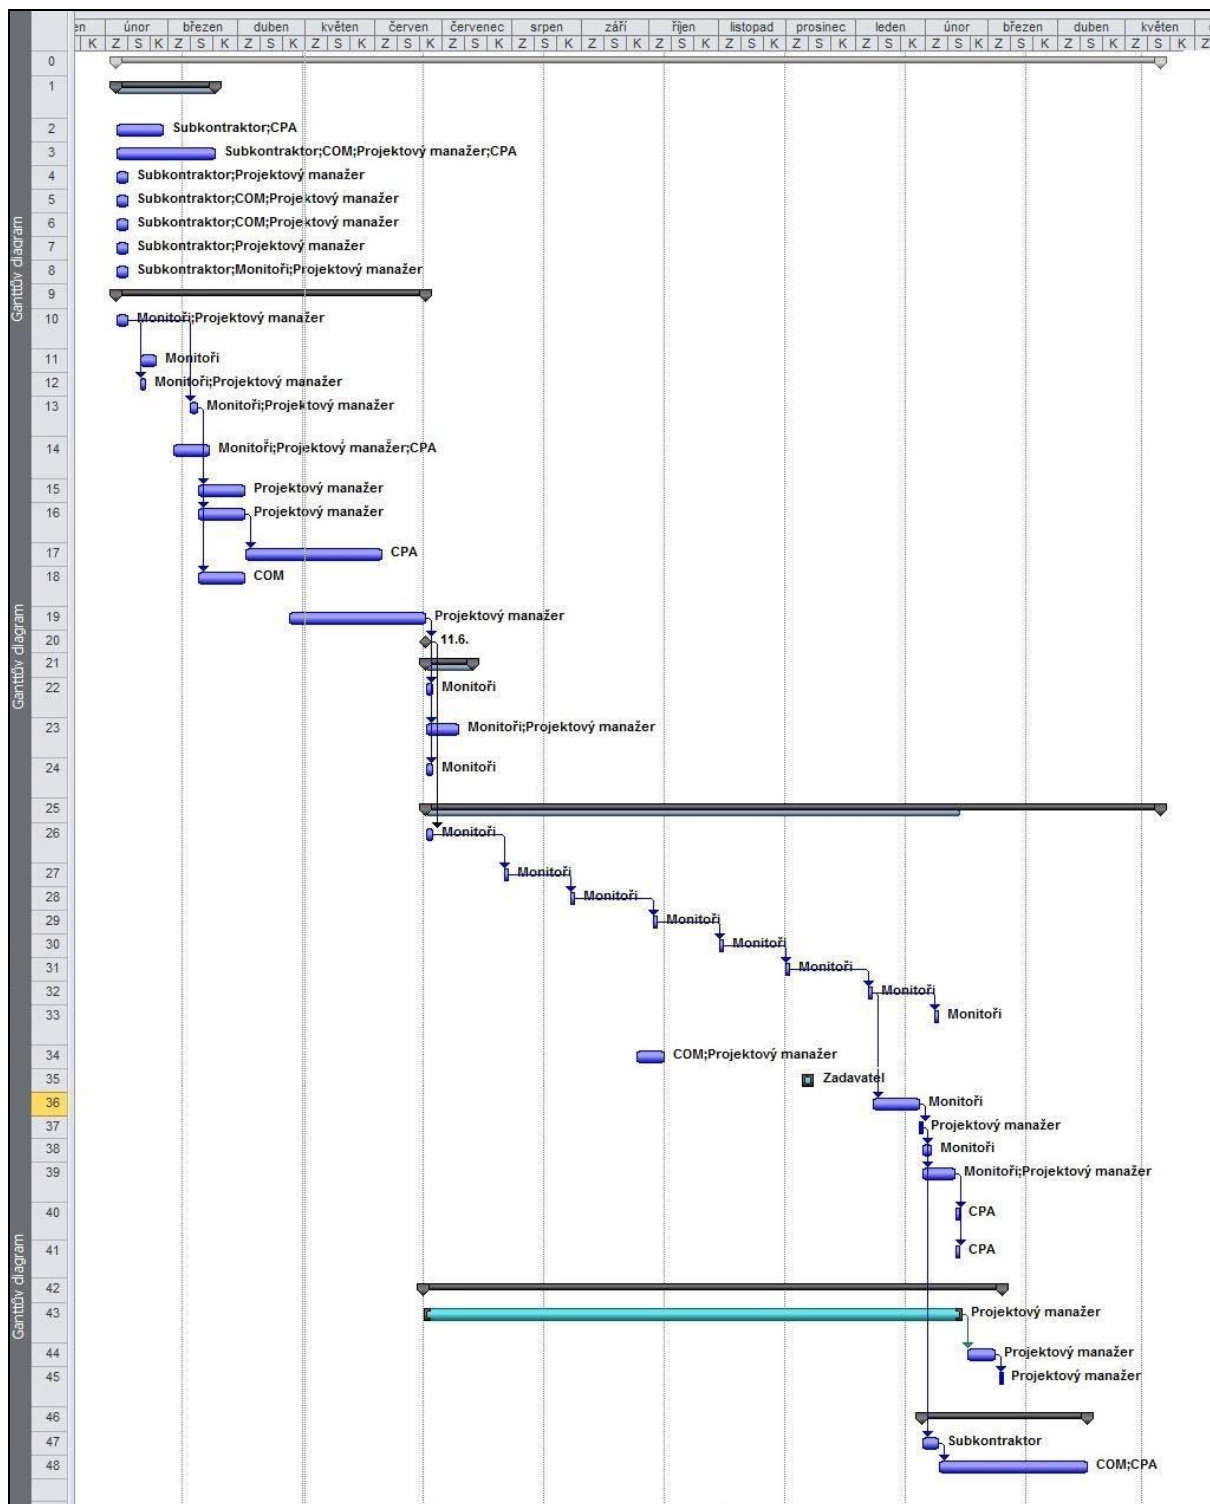 en únor březen duben květen červen červenec srpen září říjen listopad prosinec leden únor březen duben květen
K Z S K Z S K Z S K Z S K Z S K Z S K Z S K Z S K Z S K Z S K Z S K Z S K Z S K Z S K Z S K Z S K Z
0
1
2 Subkontraktor;CPA
3 Subkontraktor;COM;Projektový manažer;CPA
4 Subkontraktor;Projektový manažer
5 Subkontraktor;COM;Projektový manažer
6 Subkontraktor;COM;Projektový manažer
7 Subkontraktor;Projektový manažer
8 Subkontraktor;Monitoři;Projektový manažer
Ganttův diagram
9
10 Monitoři;Projektový manažer
11 Monitoři
12 Monitoři;Projektový manažer
13 Monitoři;Projektový manažer
14 Monitoři;Projektový manažer;CPA
15 Projektový manažer
16 Projektový manažer
17 CPA
18 COM
19 Projektový manažer
20 11.6.
Ganttův diagram
21
22 Monitoři
23 Monitoři;Projektový manažer
24 Monitoři
25
26 Monitoři
27 Monitoři
28 Monitoři
29 Monitoři
30 Monitoři
31 Monitoři
32 Monitoři
33 Monitoři
34 COM;Projektový manažer
35 Zadavatel
36 Monitoři
37 Projektový manažer
38 Monitoři
39 Monitoři;Projektový manažer
40 CPA
41 CPA
Ganttův diagram
42
43 Projektový manažer
44 Projektový manažer
45 Projektový manažer
46
47 Subkontraktor
48 COM;CPA